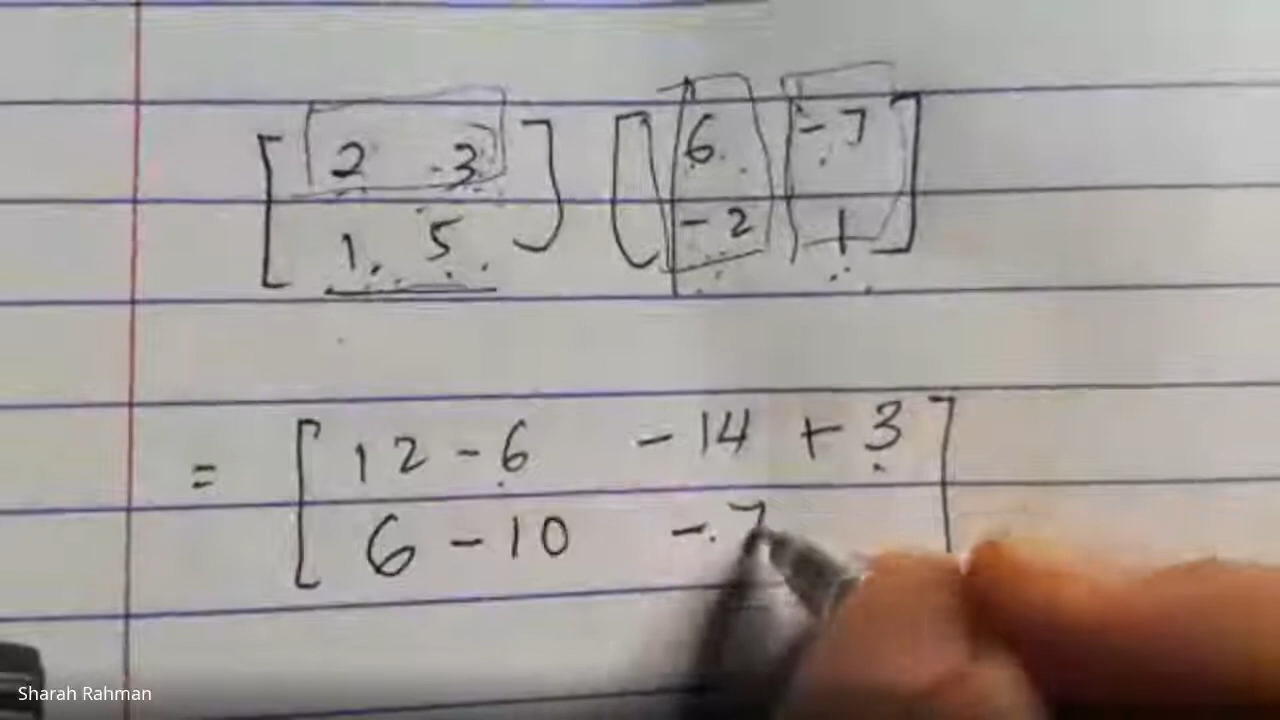 [ 2 3 ] [ 6 -7 ]
[ 1 5 ] [ -2 1 ]
= [ 12 - 6 -14 + 3 ]
[ 6 - 10 -7
Sharah Rahman